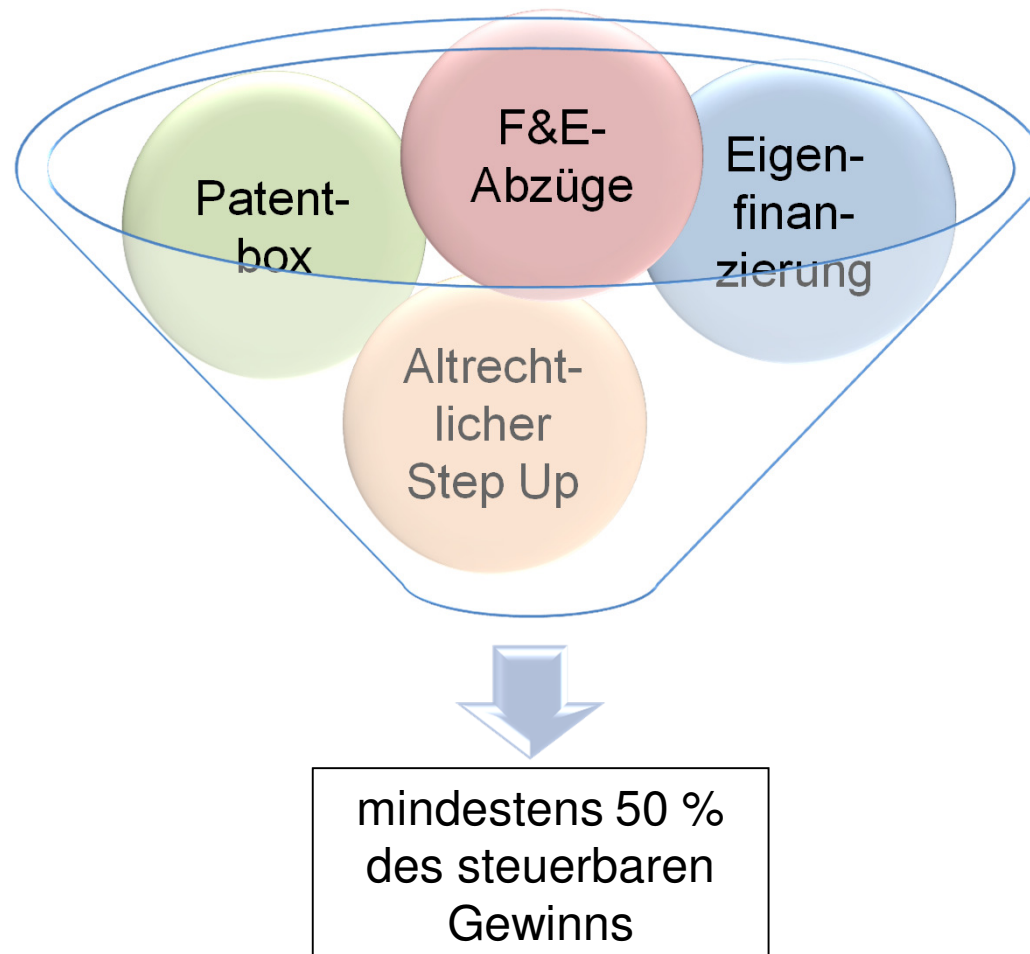 Patent-
box
F&E-
Abzüge
Eigen-
finan-
zierung
Altrecht-
licher
Step Up
mindestens 50 %
des steuerbaren
Gewinns